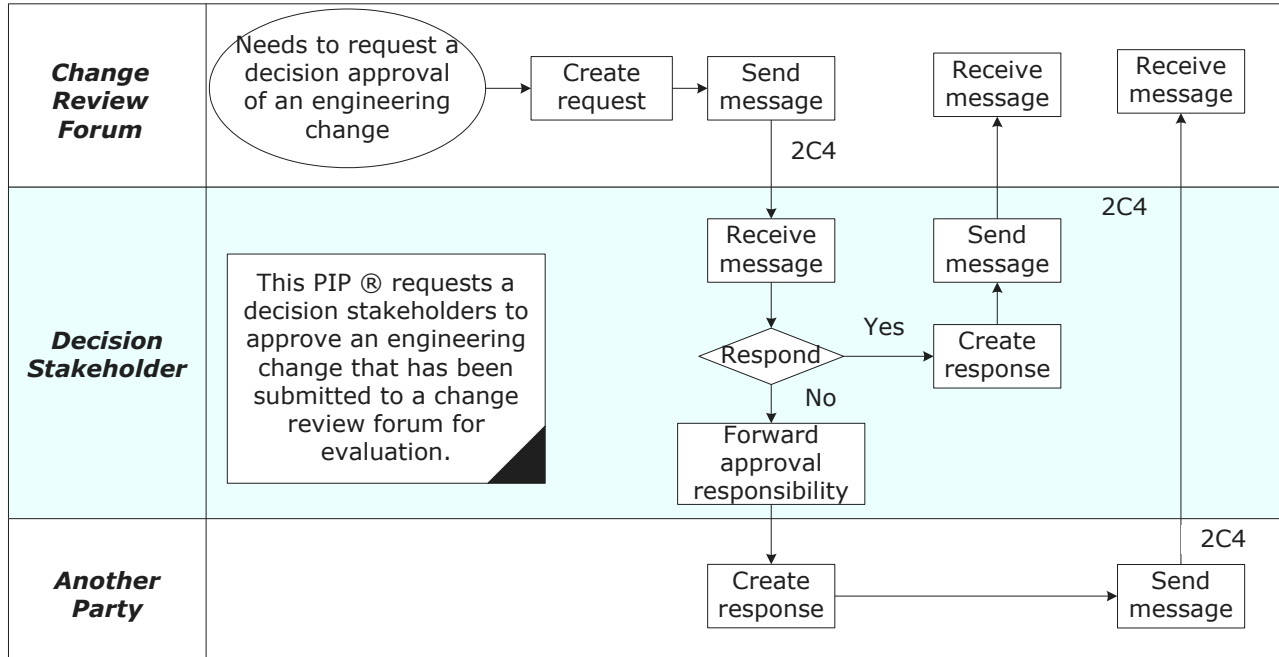 Change
Review
Forum
Needs to request a
decision approval
of an engineering
change
Create
request
Send
message
Receive
message
Receive
message
2C4
2C4
Decision
Stakeholder
This PIP ® requests a
decision stakeholders to
approve an engineering
change that has been
submitted to a change
review forum for
evaluation.
Receive
message
Send
message
Respond
Yes
Create
response
No
Forward
approval
responsibility
Another
Party
2C4
Create
response
Send
message